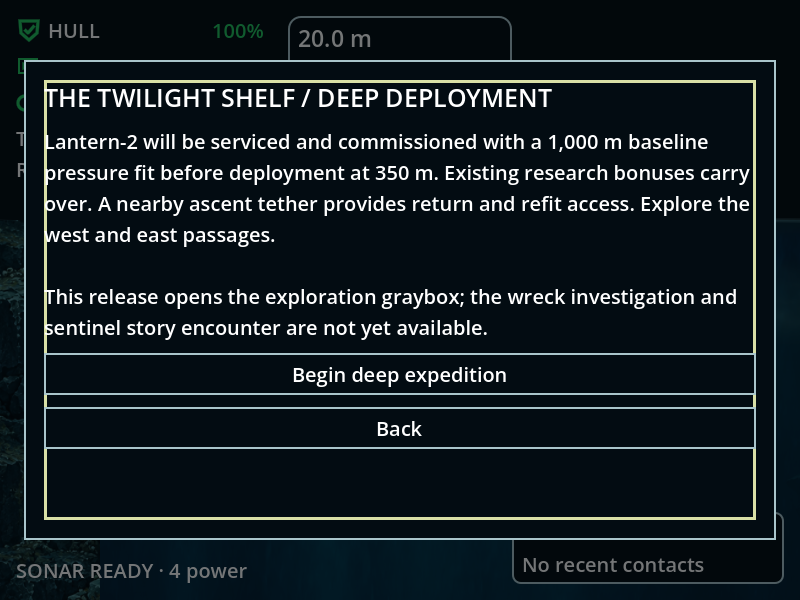 HULL 100% 20.0 m
THE TWILIGHT SHELF / DEEP DEPLOYMENT
Lantern-2 will be serviced and commissioned with a 1,000 m baseline
pressure fit before deployment at 350 m. Existing research bonuses carry
over. A nearby ascent tether provides return and refit access. Explore the
west and east passages.
This release opens the exploration graybox; the wreck investigation and
sentinel story encounter are not yet available.
Begin deep expedition
Back
No recent contacts
SONAR READY · 4 power